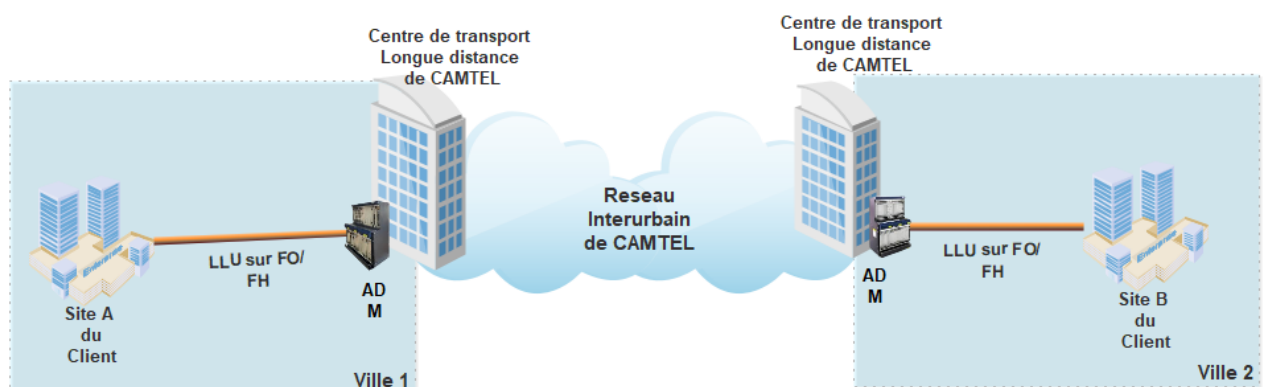 Centre de transport
Longue distance
de CAMTEL
Centre de transport
Longue distance
de CAMTEL
Reseau
Interurbain
de CAMTEL
LLU sur FO/
FH
AD
M
Site A
du
Client
Ville 1
AD
M
LLU sur FO/
FH
Site B
du
Client
Ville 2